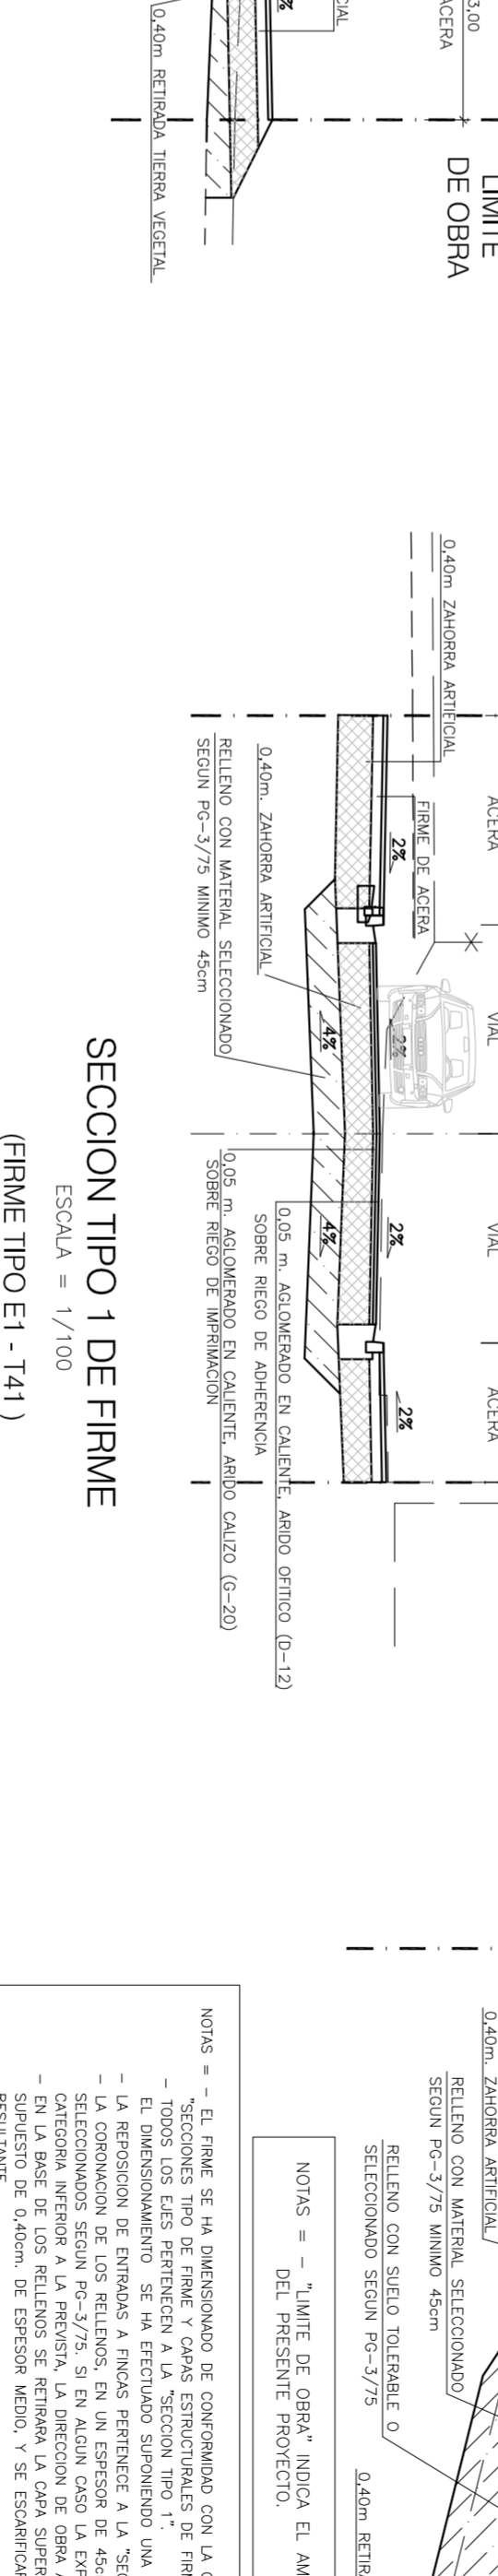 3,00
ACERA
LIMITE
DE OBRA
0,40m RETIRADA TIERRA VEGETAL
0,40m ZAHORRA ARTIFICIAL
FIRME DE ACERA
ACERA
VIAL
VIAL
ACERA
2%
2%
2%
2%
4%
4%
0,40m. ZAHORRA ARTIFICIAL
RELLENO CON MATERIAL SELECCIONADO
SEGUN PG-3/75 MINIMO 45cm
0,05 m. AGLOMERADO EN CALIENTE, ARIDO OFITICO (D-12)
SOBRE RIEGO DE ADHERENCIA
0,05 m. AGLOMERADO EN CALIENTE, ARIDO CALIZO (G-20)
SOBRE RIEGO DE IMPRIMACION
SECCION TIPO 1 DE FIRME
ESCALA = 1/100
(FIRME TIPO E1 - T41 )
0,40m. ZAHORRA ARTIFICIAL
RELLENO CON MATERIAL SELECCIONADO
SEGUN PG-3/75 MINIMO 45cm
RELLENO CON SUELO TOLERABLE O
SELECCIONADO SEGUN PG-3/75
0,40m
NOTAS = - "LIMITE DE OBRA" INDICA EL
DEL PRESENTE PROYECTO.
NOTAS = - EL FIRME SE HA DIMENSIONADO DE CONFORMIDAD CON LA
"SECCIONES TIPO DE FIRME Y CAPAS ESTRUCTURALES DE
- TODOS LOS EJES PERTENECEN A LA "SECCION TIPO 1".
EL DIMENSIONAMIENTO SE HA EFECTUADO SUPONIENDO UNA
- LA REPOSICION DE ENTRADAS A FINCAS PERTENECE A LA
- LA CORONACION DE LOS RELLENOS, EN UN ESPESOR DE
SELECCIONADOS SEGUN PG-3/75. SI EN ALGUN CASO LA
CATEGORIA INFERIOR A LA PREVISTA, LA DIRECCION DE OBRA
- EN LA BASE DE LOS RELLENOS SE RETIRARA LA CAPA
SUPUESTO DE 0,40cm. DE ESPESOR MEDIO, Y SE
RESULTANTE